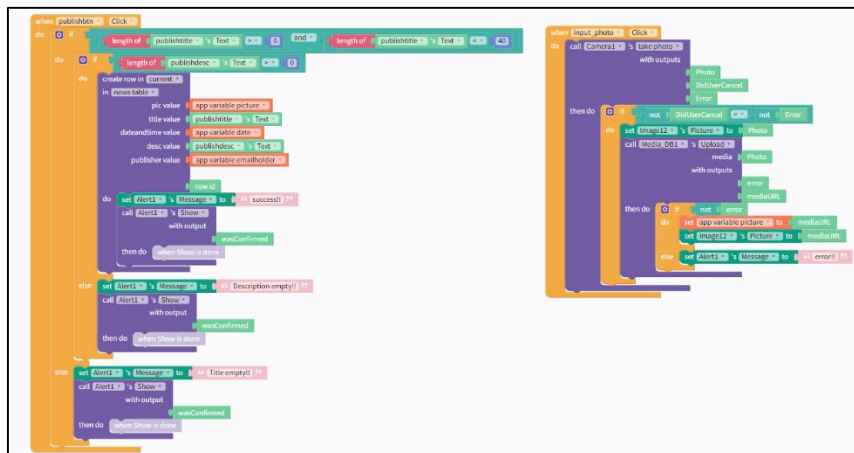 when publishbtn Click
do if length of publishtitle 's Text > 0 and length of publishtitle 's Text < 40
do if length of publishdesc 's Text > 0
do create row in current
in news table
pic value app variable picture
title value publishtitle 's Text
dateandtime value app variable date
desc value publishdesc 's Text
publisher value app variable emailholder
row id
do set Alert1 's Message to “ success!! ”
call Alert1 's Show
with output
wasConfirmed
then do when Show is done
else set Alert1 's Message to “ Description empty!! ”
call Alert1 's Show
with output
wasConfirmed
then do when Show is done
else set Alert1 's Message to “ Title empty!! ”
call Alert1 's Show
with output
wasConfirmed
then do when Show is done
when input_photo Click
do call Camera1 's take photo
with outputs
Photo
DidUserCancel
Error
then do if not DidUserCancel = not Error
do set Image12 's Picture to Photo
call Media_DB1 's Upload
media Photo
with outputs
error
mediaURL
then do if not error
do set app variable picture to mediaURL
set Image12 's Picture to mediaURL
else set Alert1 's Message to “ error!! ”